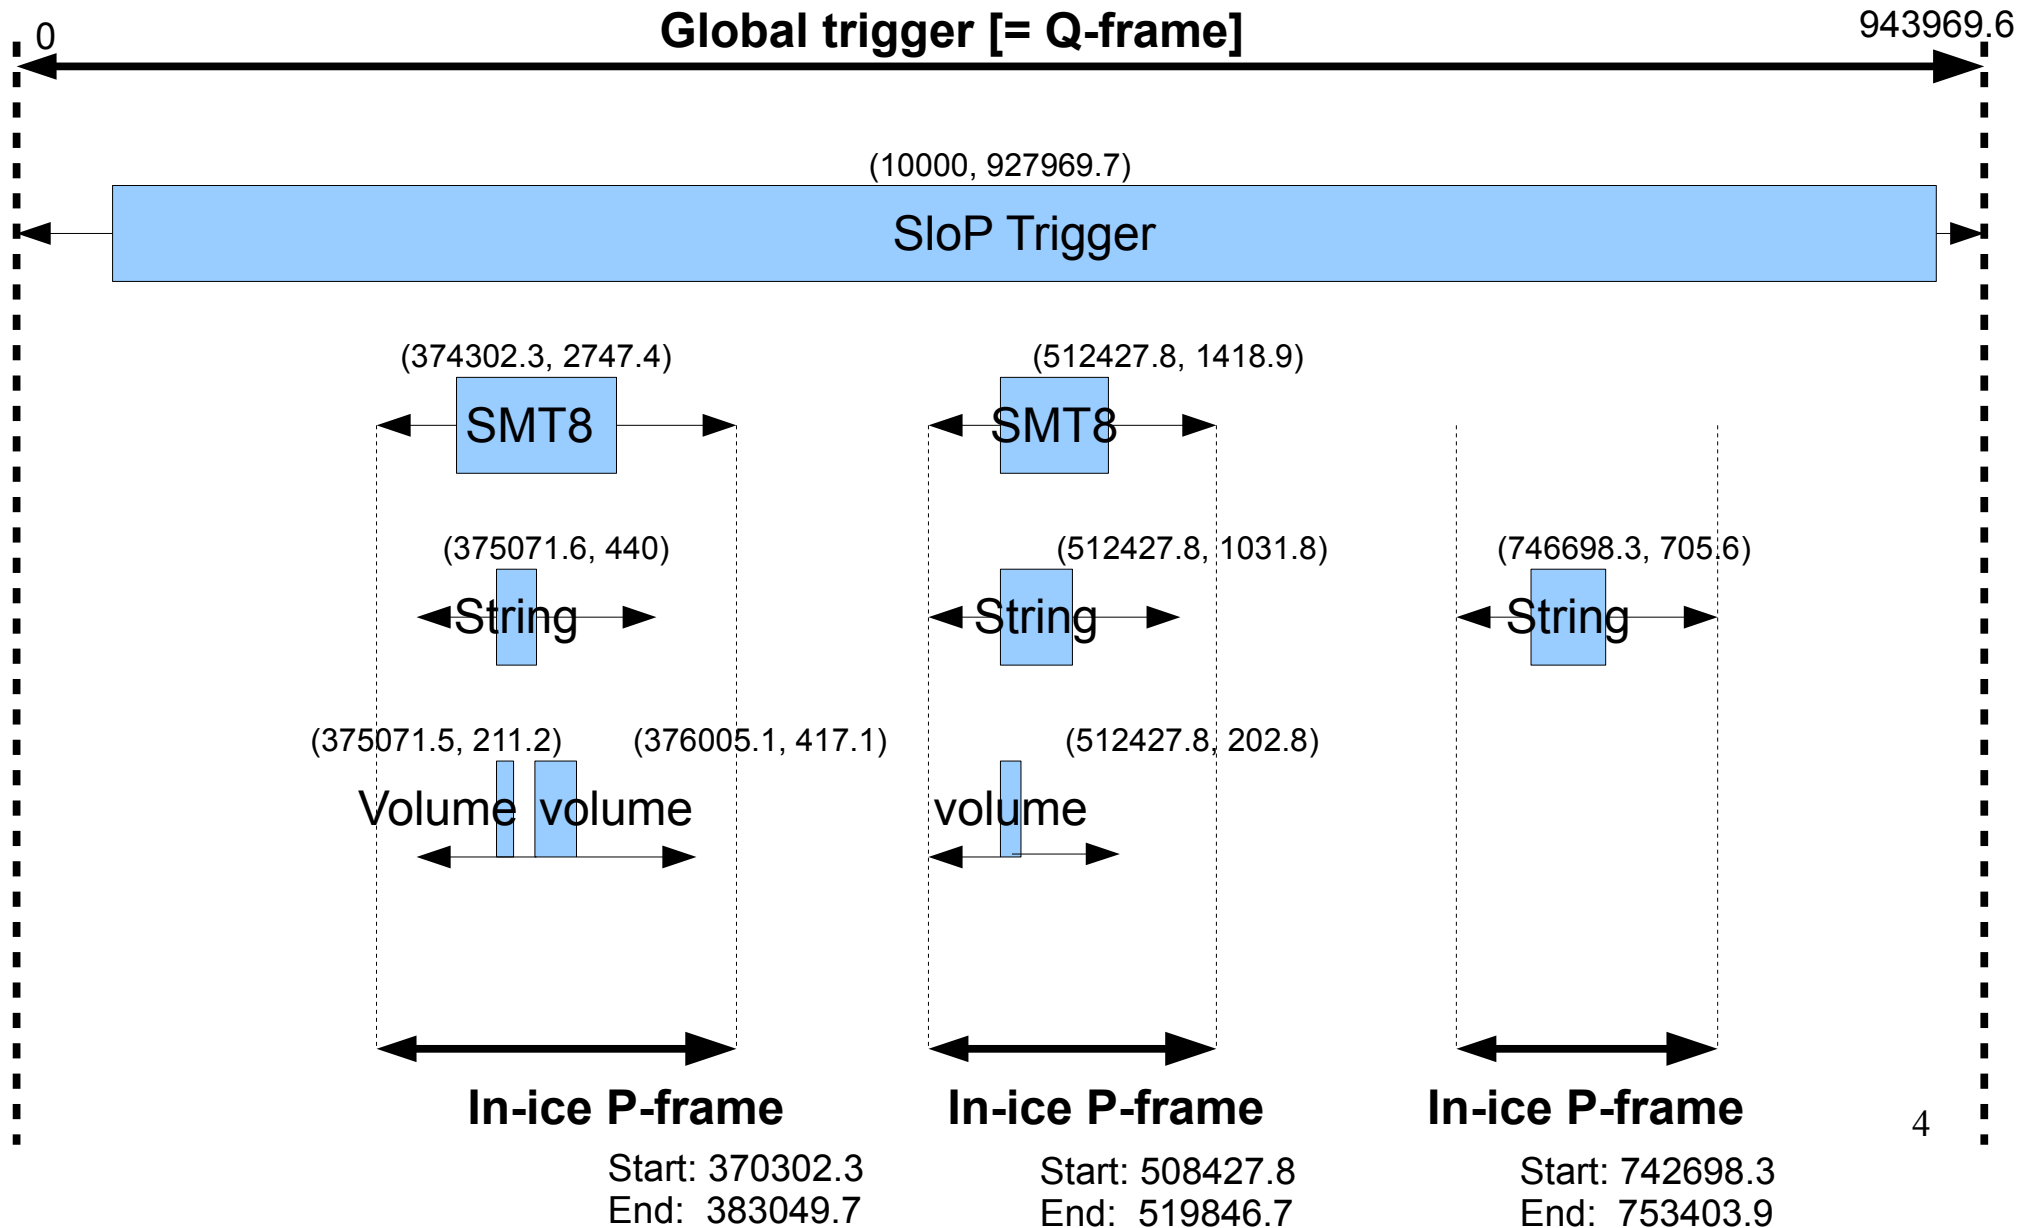 0
Global trigger [= Q-frame]
943969.6
(10000, 927969.7)
SloP Trigger
(374302.3, 2747.4)
(512427.8, 1418.9)
SMT8
SMT8
(375071.6, 440)
(512427.8, 1031.8)
(746698.3, 705.6)
String
String
String
(375071.5, 211.2)
(376005.1, 417.1)
(512427.8, 202.8)
Volume
volume
volume
In-ice P-frame
In-ice P-frame
In-ice P-frame
4
Start: 370302.3
End: 383049.7
Start: 508427.8
End: 519846.7
Start: 742698.3
End: 753403.9